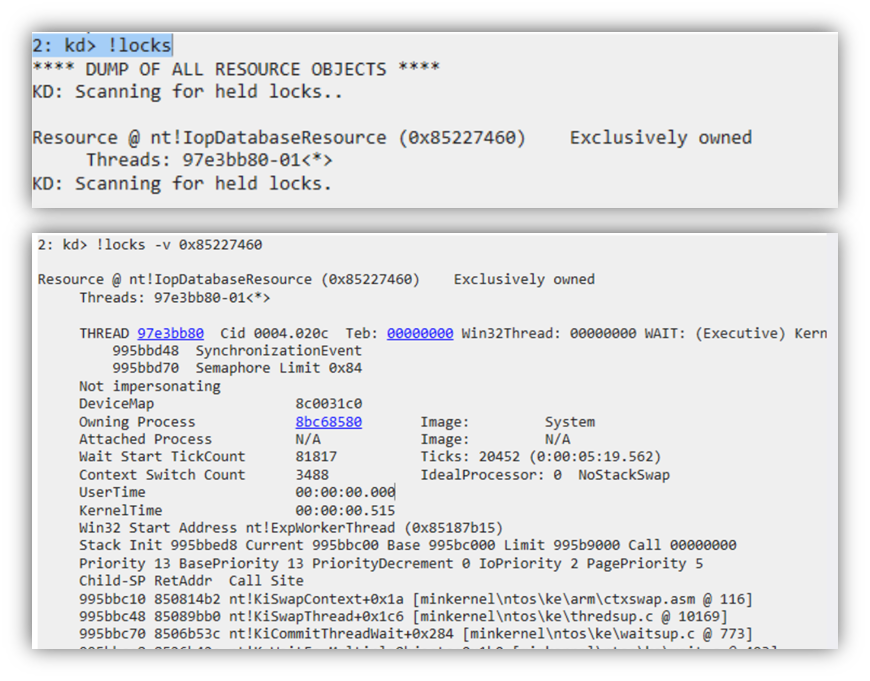 2: kd> !locks
**** DUMP OF ALL RESOURCE OBJECTS ****
KD: Scanning for held locks..
Resource @ nt!IopDatabaseResource (0x85227460)    Exclusively owned
     Threads: 97e3bb80-01<*>
KD: Scanning for held locks.
2: kd> !locks -v 0x85227460
Resource @ nt!IopDatabaseResource (0x85227460)    Exclusively owned
     Threads: 97e3bb80-01<*>
     THREAD 97e3bb80  Cid 0004.020c  Teb: 00000000 Win32Thread: 00000000 WAIT: (Executive) Kern
         995bbd48  SynchronizationEvent
         995bbd70  Semaphore Limit 0x84
     Not impersonating
     DeviceMap                 8c0031c0
     Owning Process            8bc68580       Image:         System
     Attached Process          N/A            Image:         N/A
     Wait Start TickCount      81817          Ticks: 20452 (0:00:05:19.562)
     Context Switch Count      3488           IdealProcessor: 0  NoStackSwap
     UserTime                  00:00:00.000
     KernelTime                00:00:00.515
     Win32 Start Address nt!ExpWorkerThread (0x85187b15)
     Stack Init 995bbed8 Current 995bbc00 Base 995bc000 Limit 995b9000 Call 00000000
     Priority 13 BasePriority 13 PriorityDecrement 0 IoPriority 2 PagePriority 5
     Child-SP RetAddr  Call Site
     995bbc10 850814b2 nt!KiSwapContext+0x1a [minkernel\ntos\ke\arm\ctxswap.asm @ 116]
     995bbc48 85089bb0 nt!KiSwapThread+0x1c6 [minkernel\ntos\ke\thredsup.c @ 10169]
     995bbc70 8506b53c nt!KiCommitThreadWait+0x284 [minkernel\ntos\ke\waitsup.c @ 773]